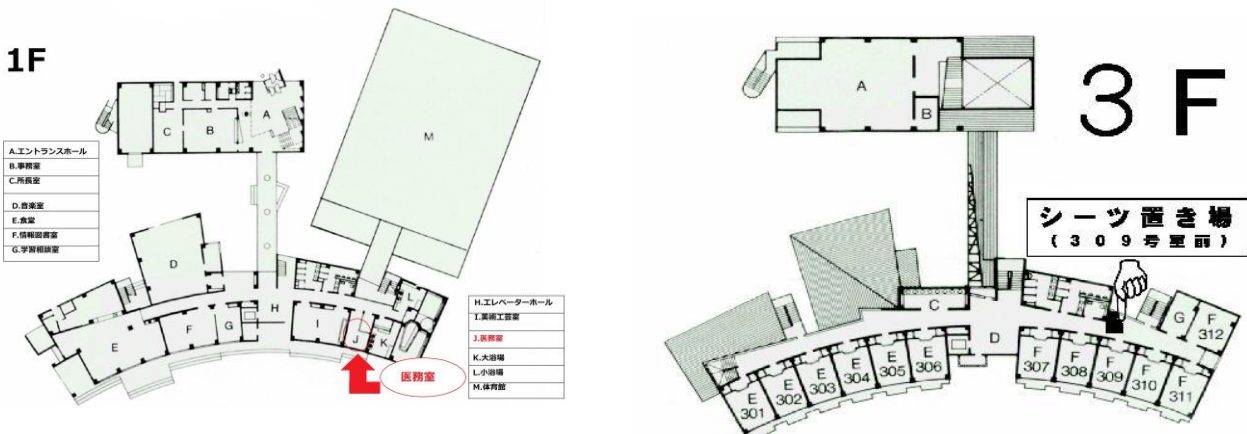 1F
A.エントランスホール
B.事務室
C.所長室
D.音楽室
E.食堂
F.情報図書室
G.学習相談室
C
B
A
M
D
E
F
G
H
I
J
K
L
H.エレベーターホール
I.美術工芸室
J.医務室
K.大浴場
L.小浴場
M.体育館
医務室
3F
A
B
シーツ置き場
(309号室前)
C
D
G
F
312
E
301
E
302
E
303
E
304
E
305
E
306
F
307
F
308
F
309
F
310
F
311